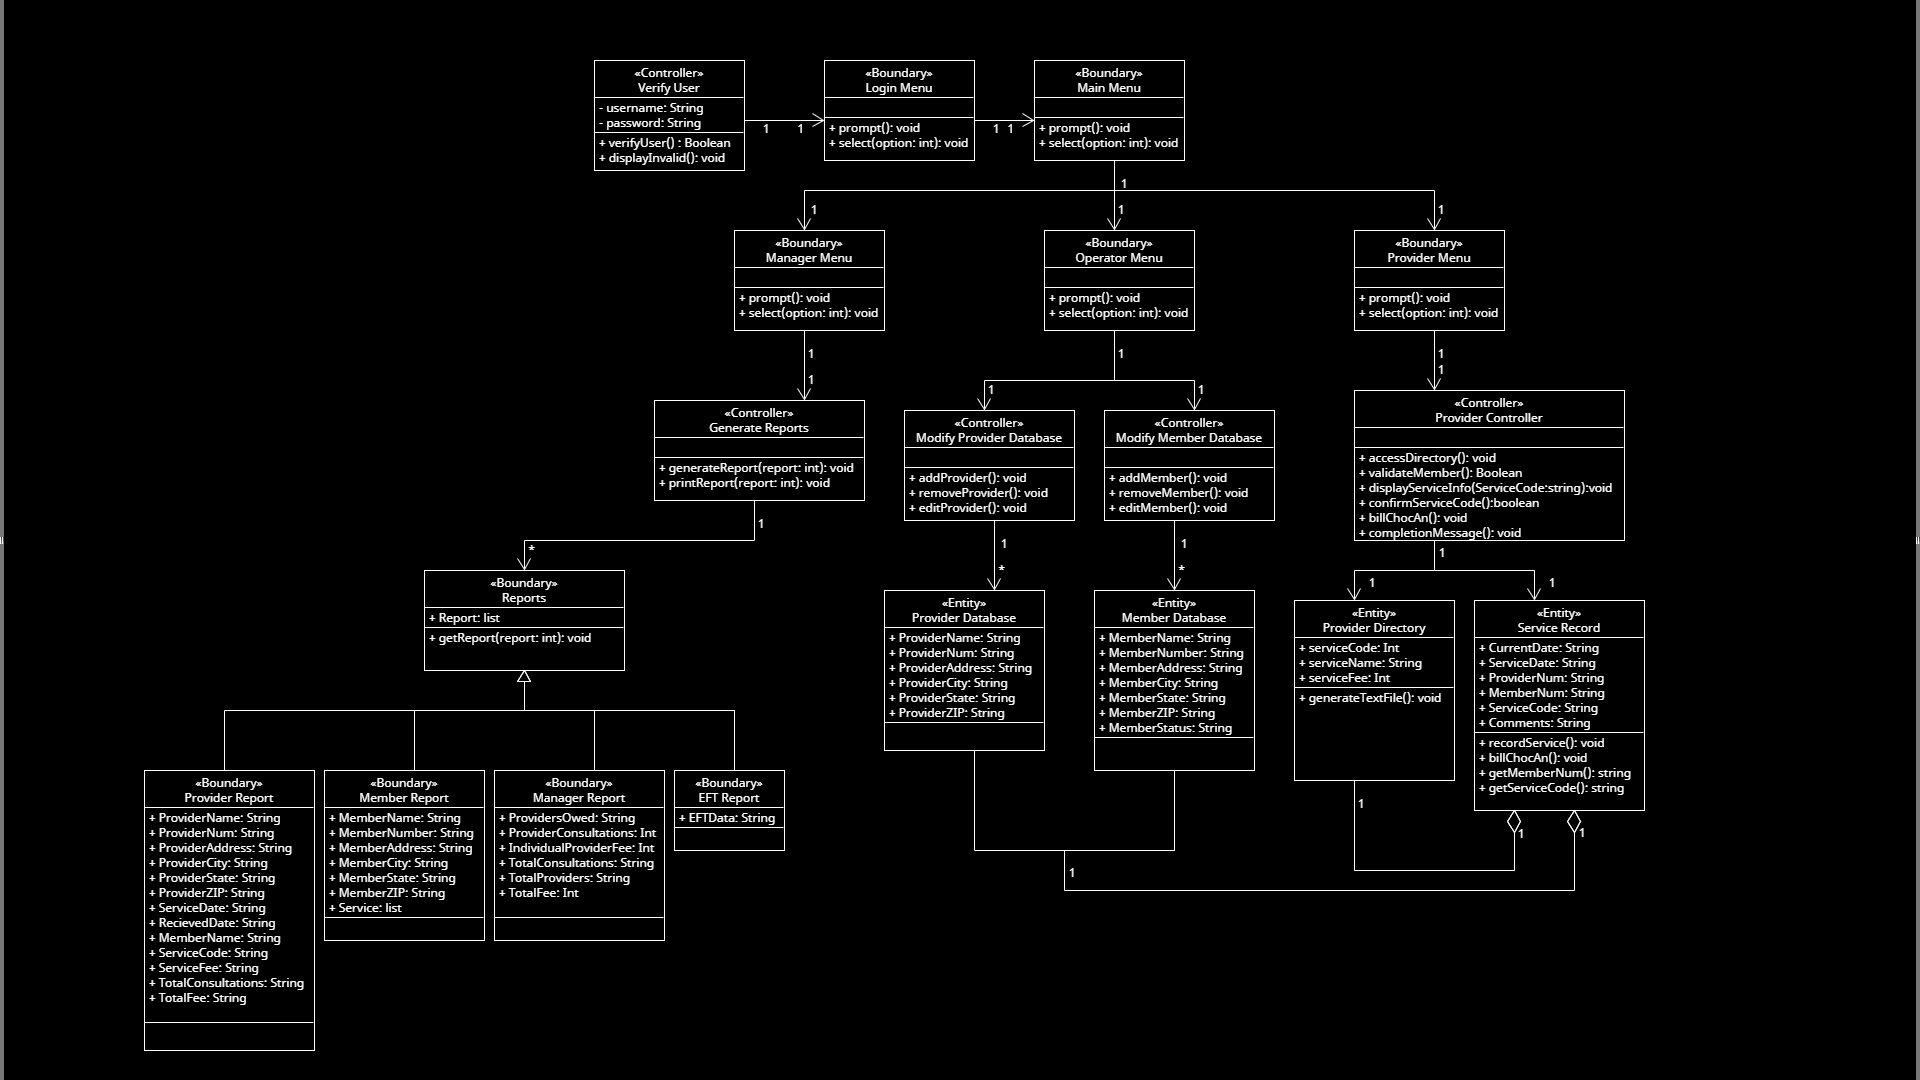 «Controller»
Verify User
- username: String
- password: String
+ verifyUser() : Boolean
+ displayInvalid(): void
1
1
«Boundary»
Login Menu
+ prompt(): void
+ select(option: int): void
1
1
«Boundary»
Main Menu
+ prompt(): void
+ select(option: int): void
1
1
1
1
«Boundary»
Manager Menu
+ prompt(): void
+ select(option: int): void
«Boundary»
Operator Menu
+ prompt(): void
+ select(option: int): void
«Boundary»
Provider Menu
+ prompt(): void
+ select(option: int): void
1
1
1
1
1
1
1
«Controller»
Generate Reports
+ generateReport(report: int): void
+ printReport(report: int): void
«Controller»
Modify Provider Database
+ addProvider(): void
+ removeProvider(): void
+ editProvider(): void
«Controller»
Modify Member Database
+ addMember(): void
+ removeMember(): void
+ editMember(): void
«Controller»
Provider Controller
+ accessDirectory(): void
+ validateMember(): Boolean
+ displayServiceInfo(ServiceCode:string):void
+ confirmServiceCode():boolean
+ billChocAn(): void
+ completionMessage(): void
1
*
1
*
1
*
1
1
1
«Boundary»
Reports
+ Report: list
+ getReport(report: int): void
«Entity»
Provider Database
+ ProviderName: String
+ ProviderNum: String
+ ProviderAddress: String
+ ProviderCity: String
+ ProviderState: String
+ ProviderZIP: String
«Entity»
Member Database
+ MemberName: String
+ MemberNumber: String
+ MemberAddress: String
+ MemberCity: String
+ MemberState: String
+ MemberZIP: String
+ MemberStatus: String
«Entity»
Provider Directory
+ serviceCode: Int
+ serviceName: String
+ serviceFee: Int
+ generateTextFile(): void
«Entity»
Service Record
+ CurrentDate: String
+ ServiceDate: String
+ ProviderNum: String
+ MemberNum: String
+ ServiceCode: String
+ Comments: String
+ recordService(): void
+ billChocAn(): void
+ getMemberNum(): string
+ getServiceCode(): string
1
1
1
1
«Boundary»
Provider Report
+ ProviderName: String
+ ProviderNum: String
+ ProviderAddress: String
+ ProviderCity: String
+ ProviderState: String
+ ProviderZIP: String
+ ServiceDate: String
+ RecievedDate: String
+ MemberName: String
+ ServiceCode: String
+ ServiceFee: String
+ TotalConsultations: String
+ TotalFee: String
«Boundary»
Member Report
+ MemberName: String
+ MemberNumber: String
+ MemberAddress: String
+ MemberCity: String
+ MemberState: String
+ MemberZIP: String
+ Service: list
«Boundary»
Manager Report
+ ProvidersOwed: String
+ ProviderConsultations: Int
+ IndividualProviderFee: Int
+ TotalConsultations: String
+ TotalProviders: String
+ TotalFee: Int
«Boundary»
EFT Report
+ EFTData: String